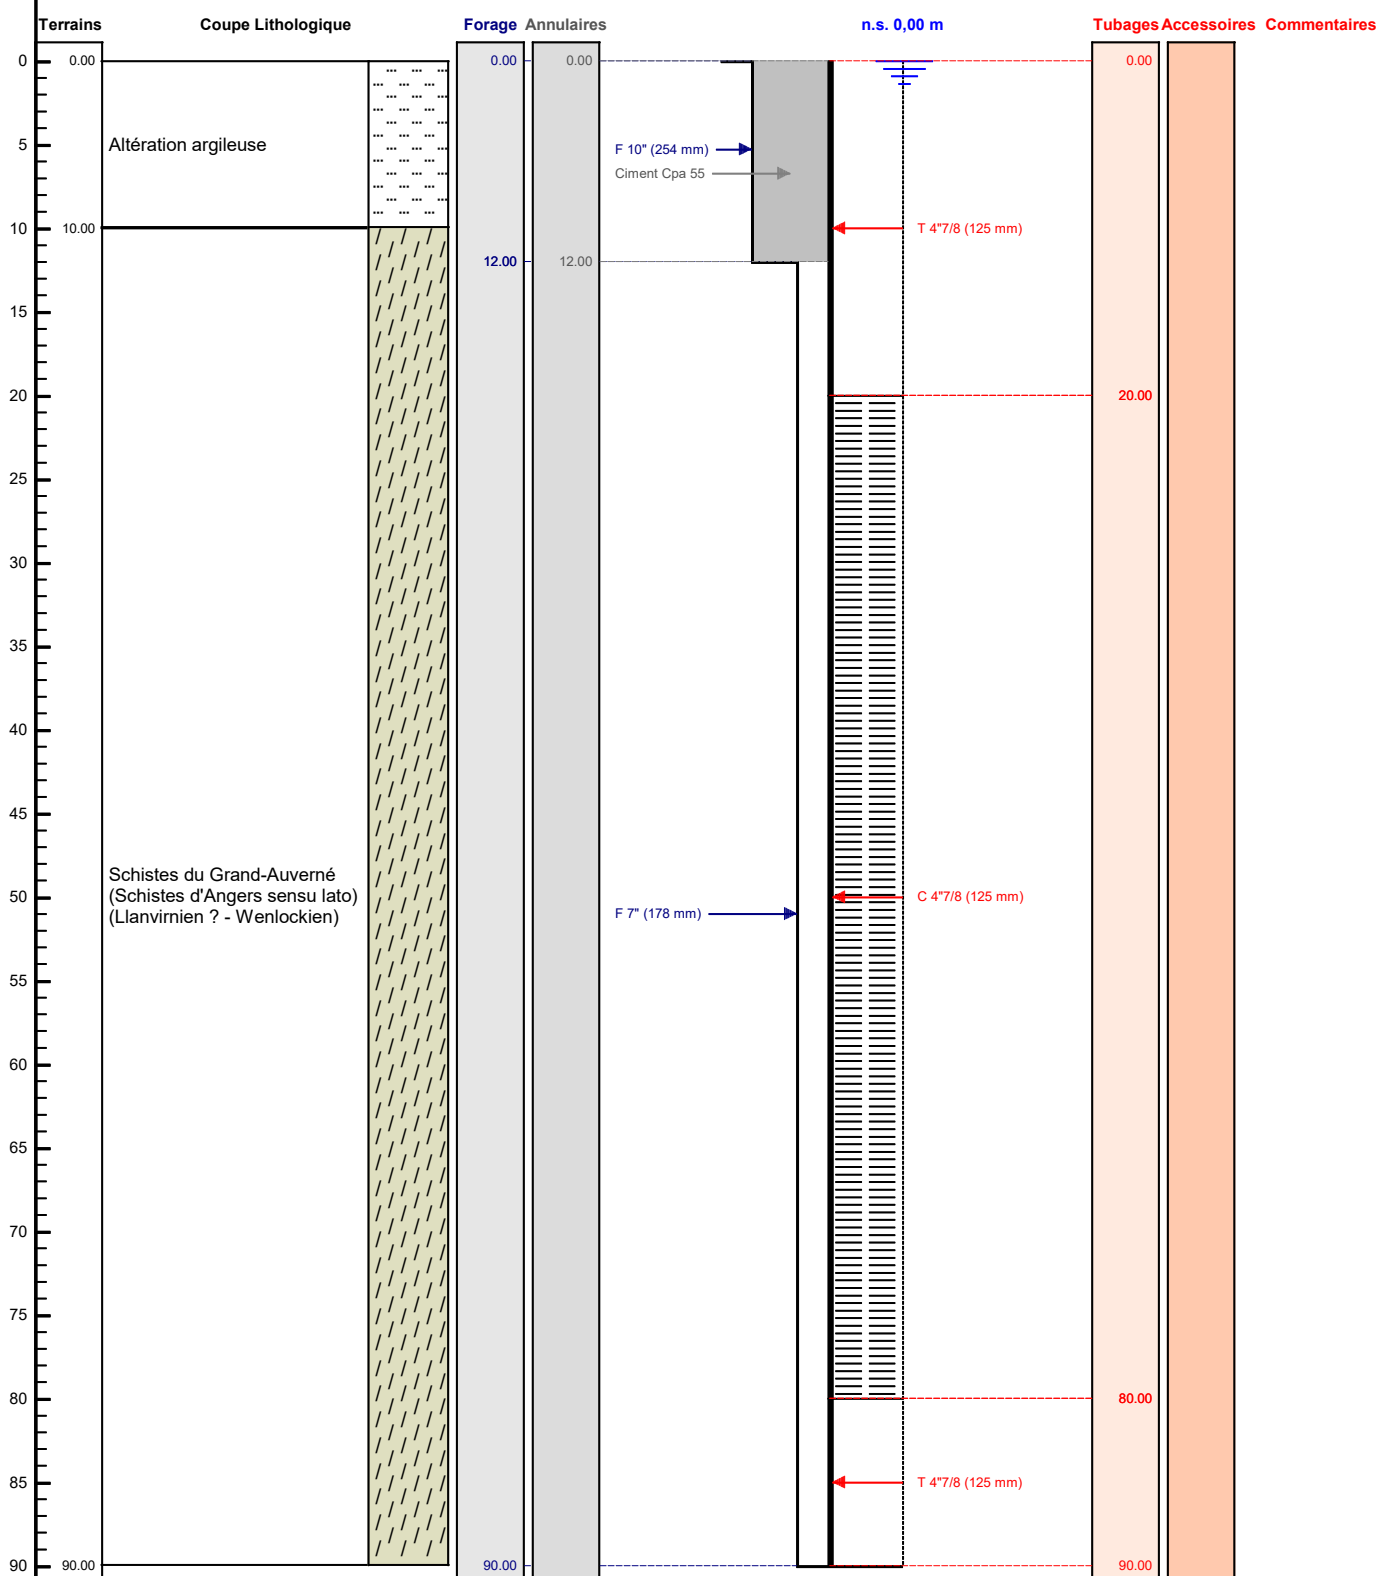 Terrains Coupe Lithologique Forage Annulaires n.s. 0,00 m Tubages Accessoires Commentaires
0 0.00 0.00 0.00 0.00
5 Altération argileuse F 10" (254 mm)
Ciment Cpa 55
10 10.00 T 4"7/8 (125 mm)
12.00 12.00
15
20 20.00
25
30
35
40
45
Schistes du Grand-Auverné
(Schistes d'Angers sensu lato)
50 C 4"7/8 (125 mm)
(Llanvirnien ? - Wenlockien) F 7" (178 mm)
55
60
65
70
75
80 80.00
85 T 4"7/8 (125 mm)
90 90.00 90.00 90.00